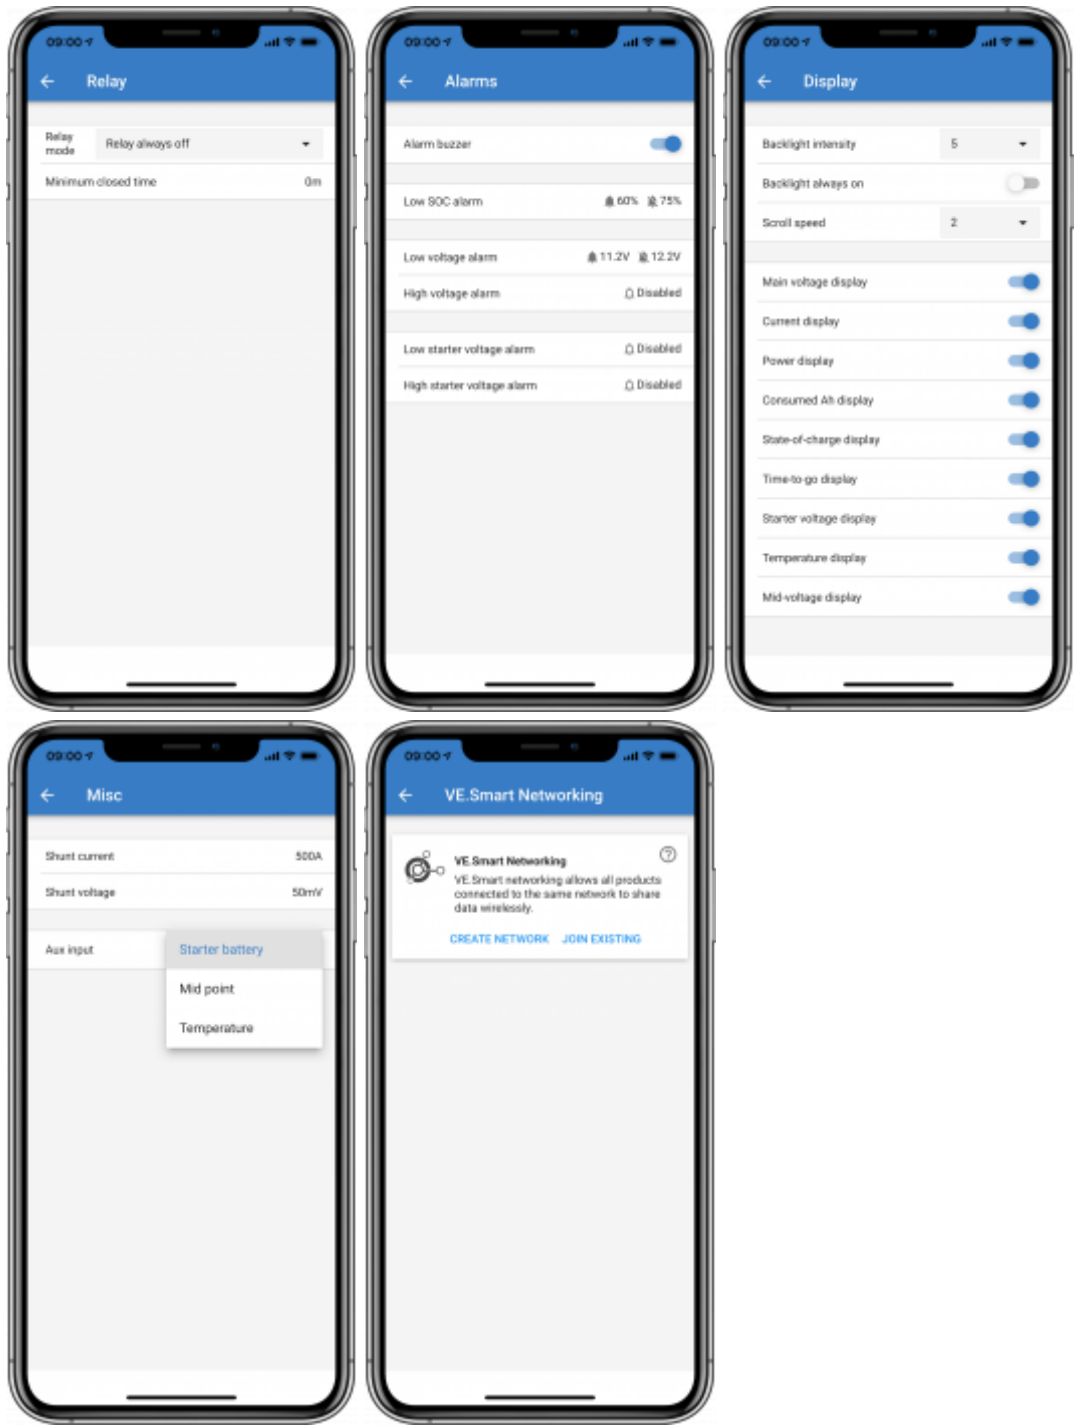 09:00
Relay
Relay mode
Relay always off
Minimum closed time 0m
09:00
Alarms
Alarm buzzer
Low SOC alarm 60% 75%
Low voltage alarm 11.2V 12.2V
High voltage alarm Disabled
Low starter voltage alarm Disabled
High starter voltage alarm Disabled
09:00
Display
Backlight intensity 5
Backlight always on
Scroll speed 2
Main voltage display
Current display
Power display
Consumed Ah display
State-of-charge display
Time-to-go display
Starter voltage display
Temperature display
Mid-voltage display
09:00
Misc
Shunt current 500A
Shunt voltage 50mV
Aux input Starter battery
Mid point
Temperature
09:00
VE.Smart Networking
VE.Smart Networking
VE.Smart networking allows all products
connected to the same network to share
data wirelessly.
CREATE NETWORK JOIN EXISTING